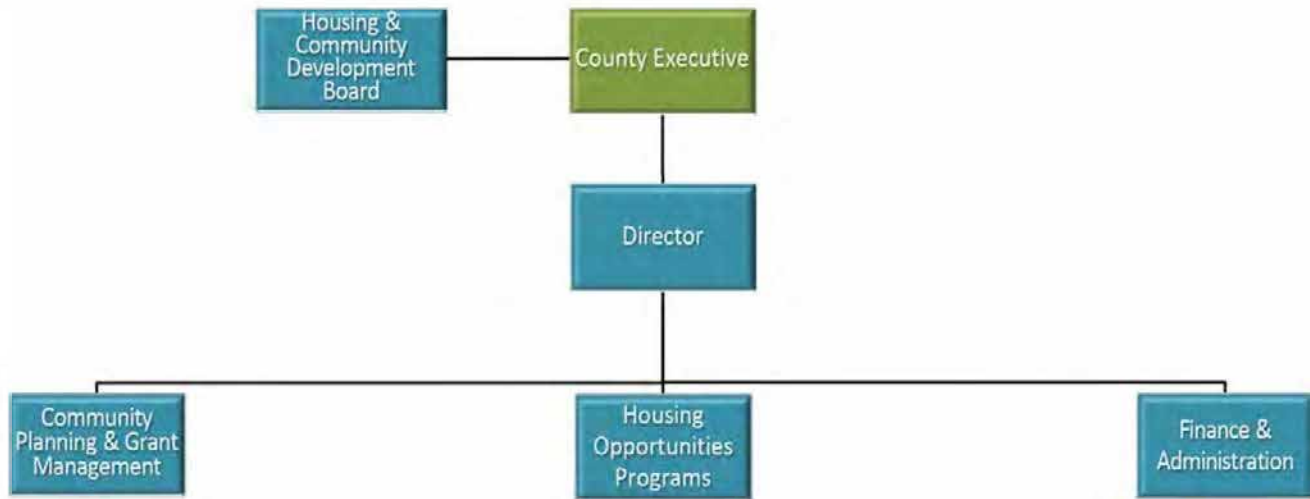 Housing &
Community
Development
Board
County Executive
Director
Community
Planning & Grant
Management
Housing
Opportunities
Programs
Finance &
Administration